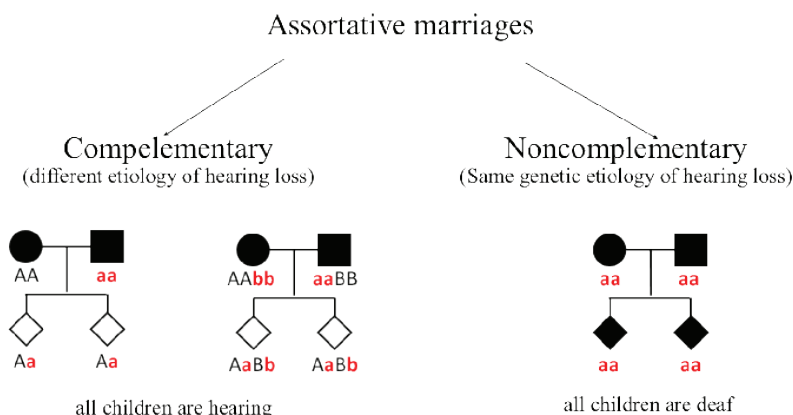 Assortative marriages
Compelementary
(different etiology of hearing loss)
Noncomplementary
(Same genetic etiology of hearing loss)
AA aa
Aa Aa
AAbb aaBB
AaBb AaBb
aa aa
aa aa
all children are hearing
all children are deaf